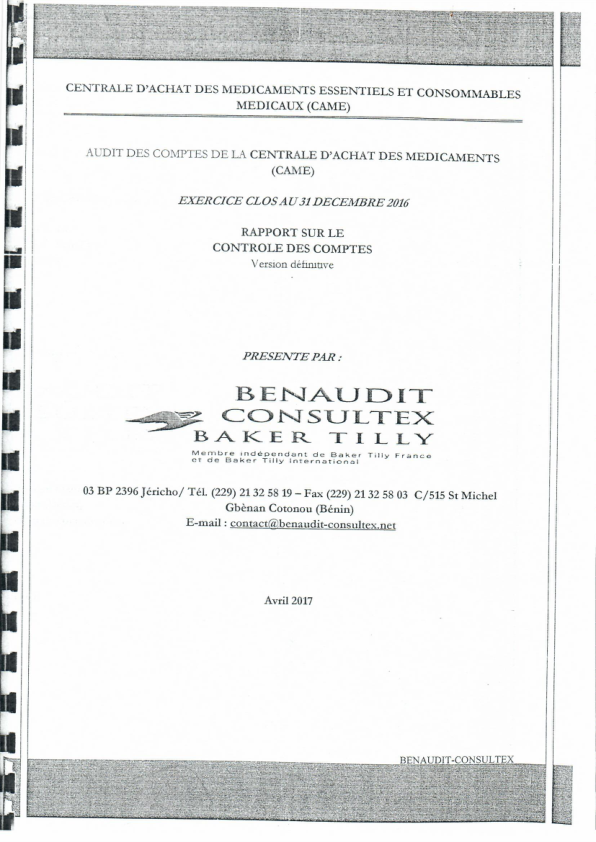 CENTRALE D'ACHAT DES MEDICAMENTS ESSENTIELS ET CONSOMMABLES
MEDICAUX (CAME)
AUDIT DES COMPTES DE LA CENTRALE D'ACHAT DES MEDICAMENTS
(CAME)
EXERCICE CLOS AU 31 DECEMBRE 2016
RAPPORT SUR LE
CONTROLE DES COMPTES
Version définitive
PRESENTE PAR :
BENAUDIT
CONSULTEX
BAKER TILLY
Membre indépendant de Baker Tilly France
et de Baker Tilly International
03 BP 2396 Jéricho/ Tél. (229) 21 32 58 19 – Fax (229) 21 32 58 03 C/515 St Michel
Gbènan Cotonou (Bénin)
E-mail : contact@benaudit-consultex.net
Avril 2017
BENAUDIT-CONSULTEX